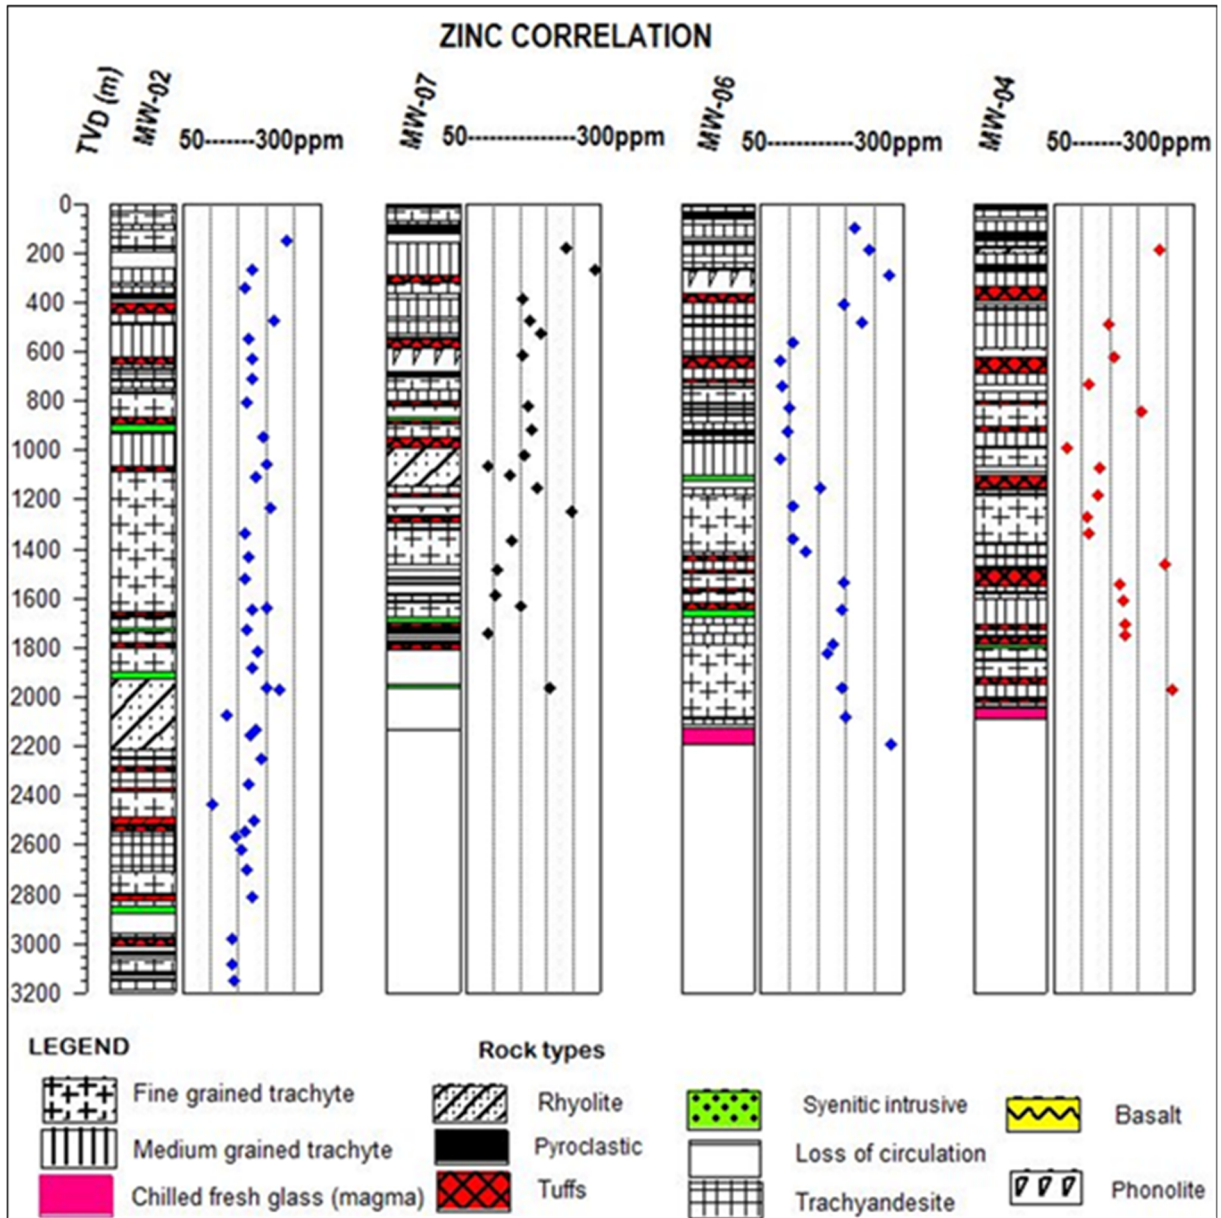 ZINC CORRELATION
TVD (m)
MW-02
MW-07
MW-06
MW-04
50-------300ppm
50---------------300ppm
50-----------300ppm
50-------300ppm
0
200
400
600
800
1000
1200
1400
1600
1800
2000
2200
2400
2600
2800
3000
3200
LEGEND
Rock types
Fine grained trachyte
Medium grained trachyte
Chilled fresh glass (magma)
Rhyolite
Pyroclastic
Tuffs
Syenitic intrusive
Loss of circulation
Trachyandesite
Basalt
Phonolite